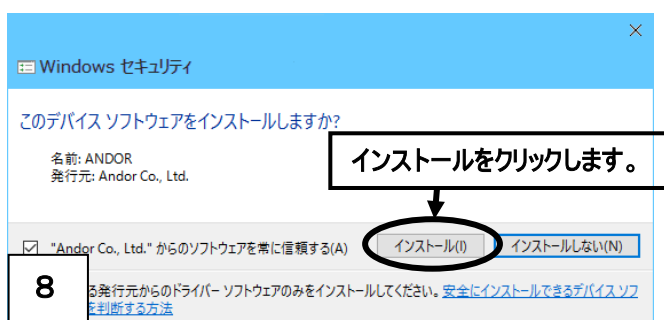 Windows セキュリティ
このデバイス ソフトウェアをインストールしますか?
名前: ANDOR
発行元: Andor Co., Ltd.
インストールをクリックします。
"Andor Co., Ltd." からのソフトウェアを常に信頼する(A)
インストール(I)
インストールしない(N)
8
る発行元からのドライバー ソフトウェアのみをインストールしてください。安全にインストールできるデバイス ソフ
を判断する方法